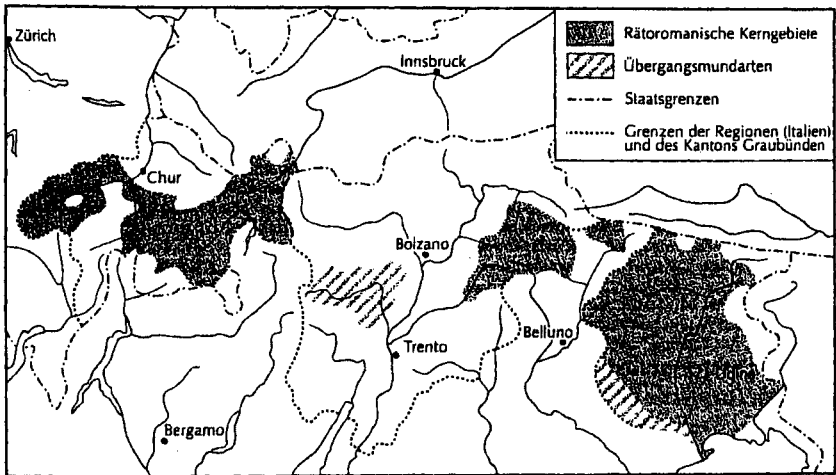 Zürich
Innsbruck
Chur
Bolzano
Trento
Belluno
Bergamo
Rätoromanische Kerngebiete
Übergangsmundarten
Staatsgrenzen
Grenzen der Regionen (Italien)
und des Kantons Graubünden